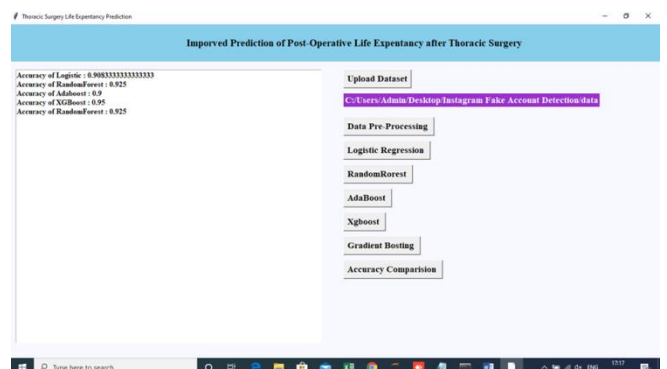 Thoracic Surgery Life Expentancy Prediction
Imporved Prediction of Post-Operative Life Expentancy after Thoracic Surgery
Accuracy of Logistic : 0.9083333333333333
Accuracy of RandomForest : 0.925
Accuracy of Adaboost : 0.9
Accuracy of XGBoost : 0.95
Accuracy of RandomForest : 0.925
Upload Dataset
C:/Users/Admin/Desktop/Instagram Fake Account Detection/data
Data Pre-Processing
Logistic Regression
RandomRorest
AdaBoost
Xgboost
Gradient Bosting
Accuracy Comparision
Type here to search
ENG
17:17